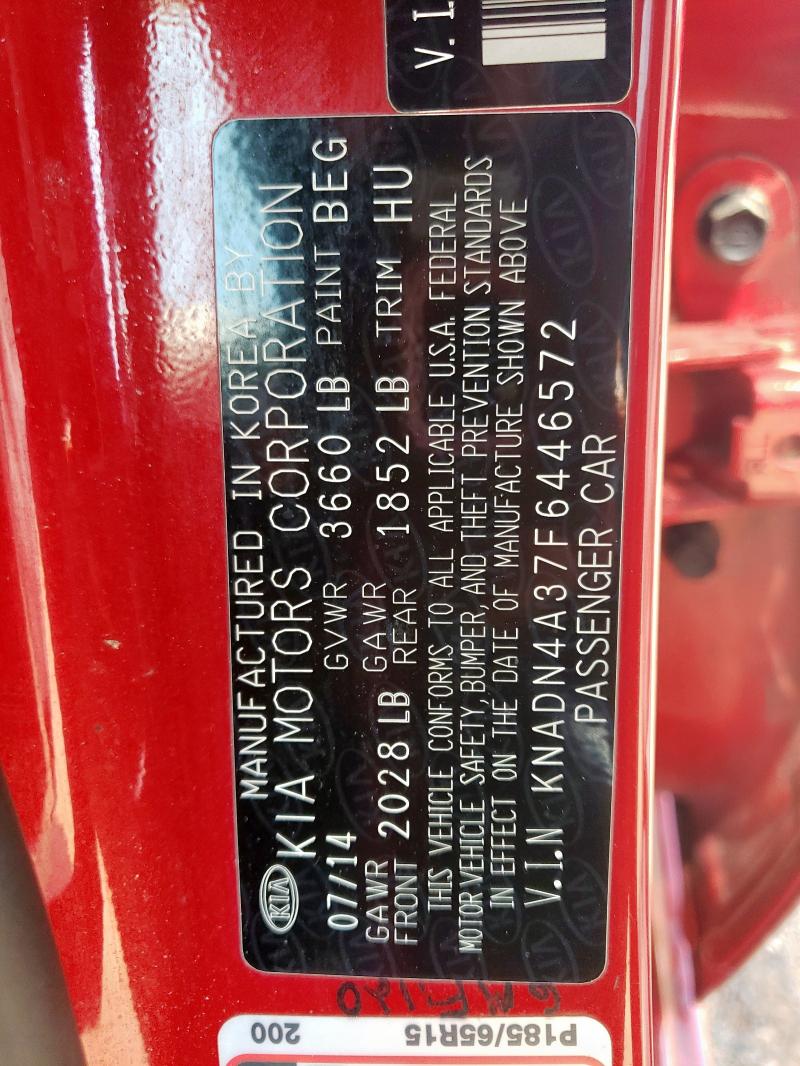 V.I.
MANUFACTURED IN KOREA BY
KIA KIA MOTORS CORPORATION
07/14 GVWR 3660 LB PAINT BEG
GAWR FRONT 2028 LB GAWR REAR 1852 LB TRIM HU
THIS VEHICLE CONFORMS TO ALL APPLICABLE U.S.A. FEDERAL
MOTOR VEHICLE SAFETY, BUMPER, AND THEFT PREVENTION STANDARDS
IN EFFECT ON THE DATE OF MANUFACTURE SHOWN ABOVE
V.I.N KNADN4A37F6446572
PASSENGER CAR
P185/65R15 200